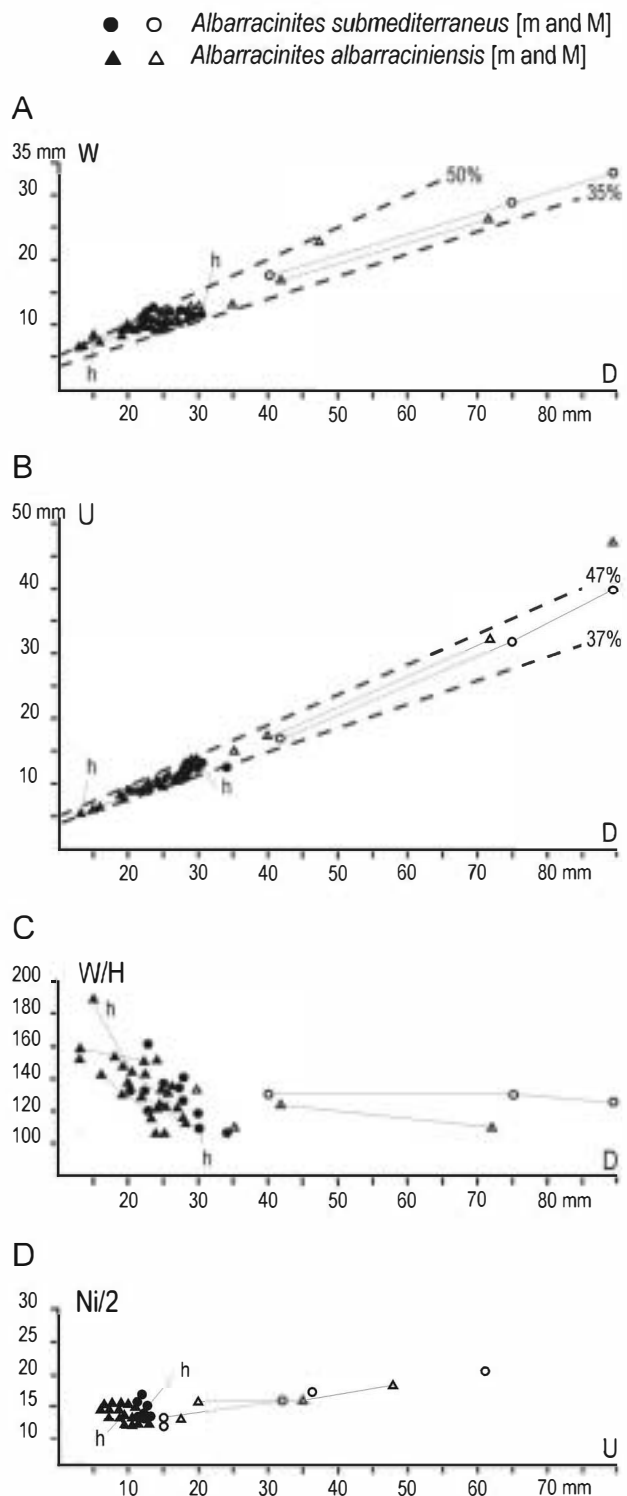 Albarracinites submediterraneus [m and M]
Albarracinites albarraciniensis [m and M]
A
35 mm W
30
50%
35%
20
h
10
h
D
20 30 40 50 60 70 80 mm
B
50 mm U
40
47%
37%
30
20
h
10
h
D
20 30 40 50 60 70 80 mm
C
200 W/H
180
h
160
140
120
100
h
D
20 30 40 50 60 70 80 mm
D
30 Ni/2
25
20
h
15
h
10
U
10 20 30 40 50 60 70 mm